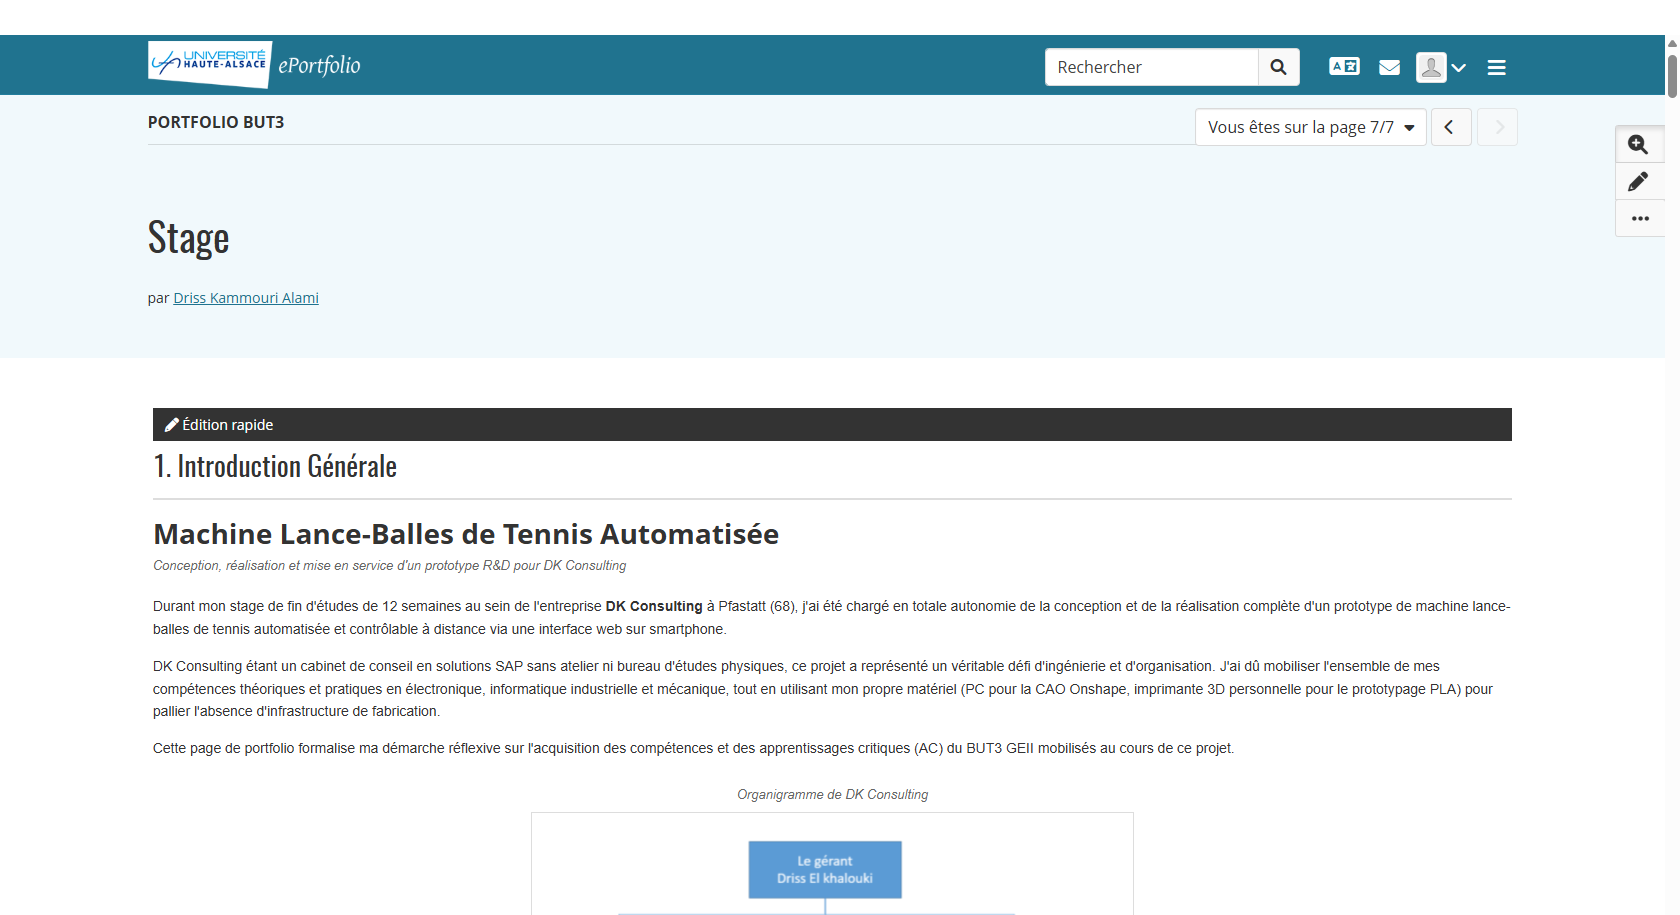 UNIVERSITÉ
HAUTE-ALSACE
ePortfolio
Rechercher
PORTFOLIO BUT3
Vous êtes sur la page 7/7
Stage
par Driss Kammouri Alami
Édition rapide
1. Introduction Générale
Machine Lance-Balles de Tennis Automatisée
Conception, réalisation et mise en service d'un prototype R&D pour DK Consulting
Durant mon stage de fin d'études de 12 semaines au sein de l'entreprise DK Consulting à Pfastatt (68), j'ai été chargé en totale autonomie de la conception et de la réalisation complète d'un prototype de machine lance-
balles de tennis automatisée et contrôlable à distance via une interface web sur smartphone.
DK Consulting étant un cabinet de conseil en solutions SAP sans atelier ni bureau d'études physiques, ce projet a représenté un véritable défi d'ingénierie et d'organisation. J'ai dû mobiliser l'ensemble de mes
compétences théoriques et pratiques en électronique, informatique industrielle et mécanique, tout en utilisant mon propre matériel (PC pour la CAO Onshape, imprimante 3D personnelle pour le prototypage PLA) pour
pallier l'absence d'infrastructure de fabrication.
Cette page de portfolio formalise ma démarche réflexive sur l'acquisition des compétences et des apprentissages critiques (AC) du BUT3 GEII mobilisés au cours de ce projet.
Organigramme de DK Consulting
Le gérant
Driss El khalouki